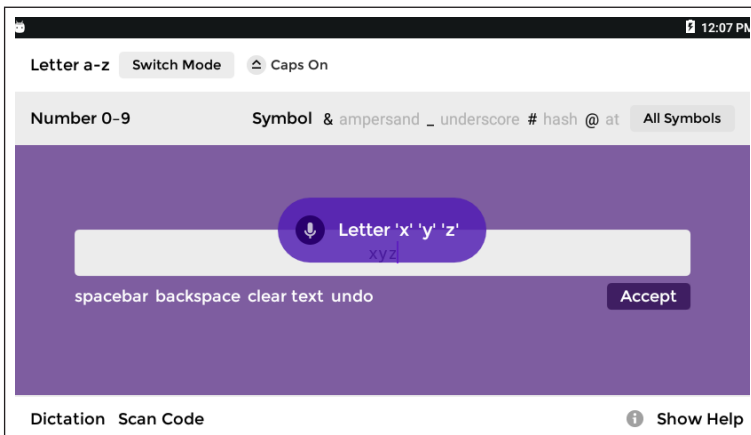 12:07 PM
Letter a-z Switch Mode Caps On
Number 0-9 Symbol & ampersand _ underscore # hash @ at All Symbols
Letter 'x' 'y' 'z'
xyz
spacebar backspace clear text undo Accept
Dictation Scan Code Show Help